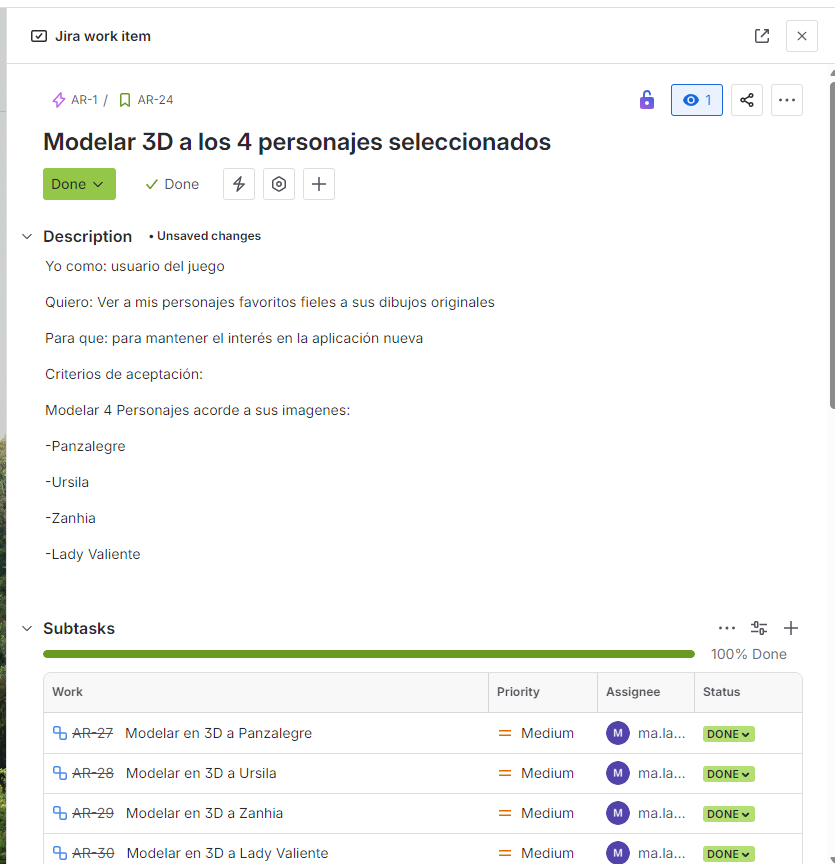 Jira work item
AR-1 / AR-24
1
Modelar 3D a los 4 personajes seleccionados
Done Done
Description • Unsaved changes
Yo como: usuario del juego
Quiero: Ver a mis personajes favoritos fieles a sus dibujos originales
Para que: para mantener el interés en la aplicación nueva
Criterios de aceptación:
Modelar 4 Personajes acorde a sus imagenes:
-Panzalegre
-Ursila
-Zanhia
-Lady Valiente
Subtasks
100% Done
Work Priority Assignee Status
AR-27 Modelar en 3D a Panzalegre Medium M ma.la... DONE
AR-28 Modelar en 3D a Ursila Medium M ma.la... DONE
AR-29 Modelar en 3D a Zanhia Medium M ma.la... DONE
AR-30 Modelar en 3D a Lady Valiente Medium M ma.la... DONE